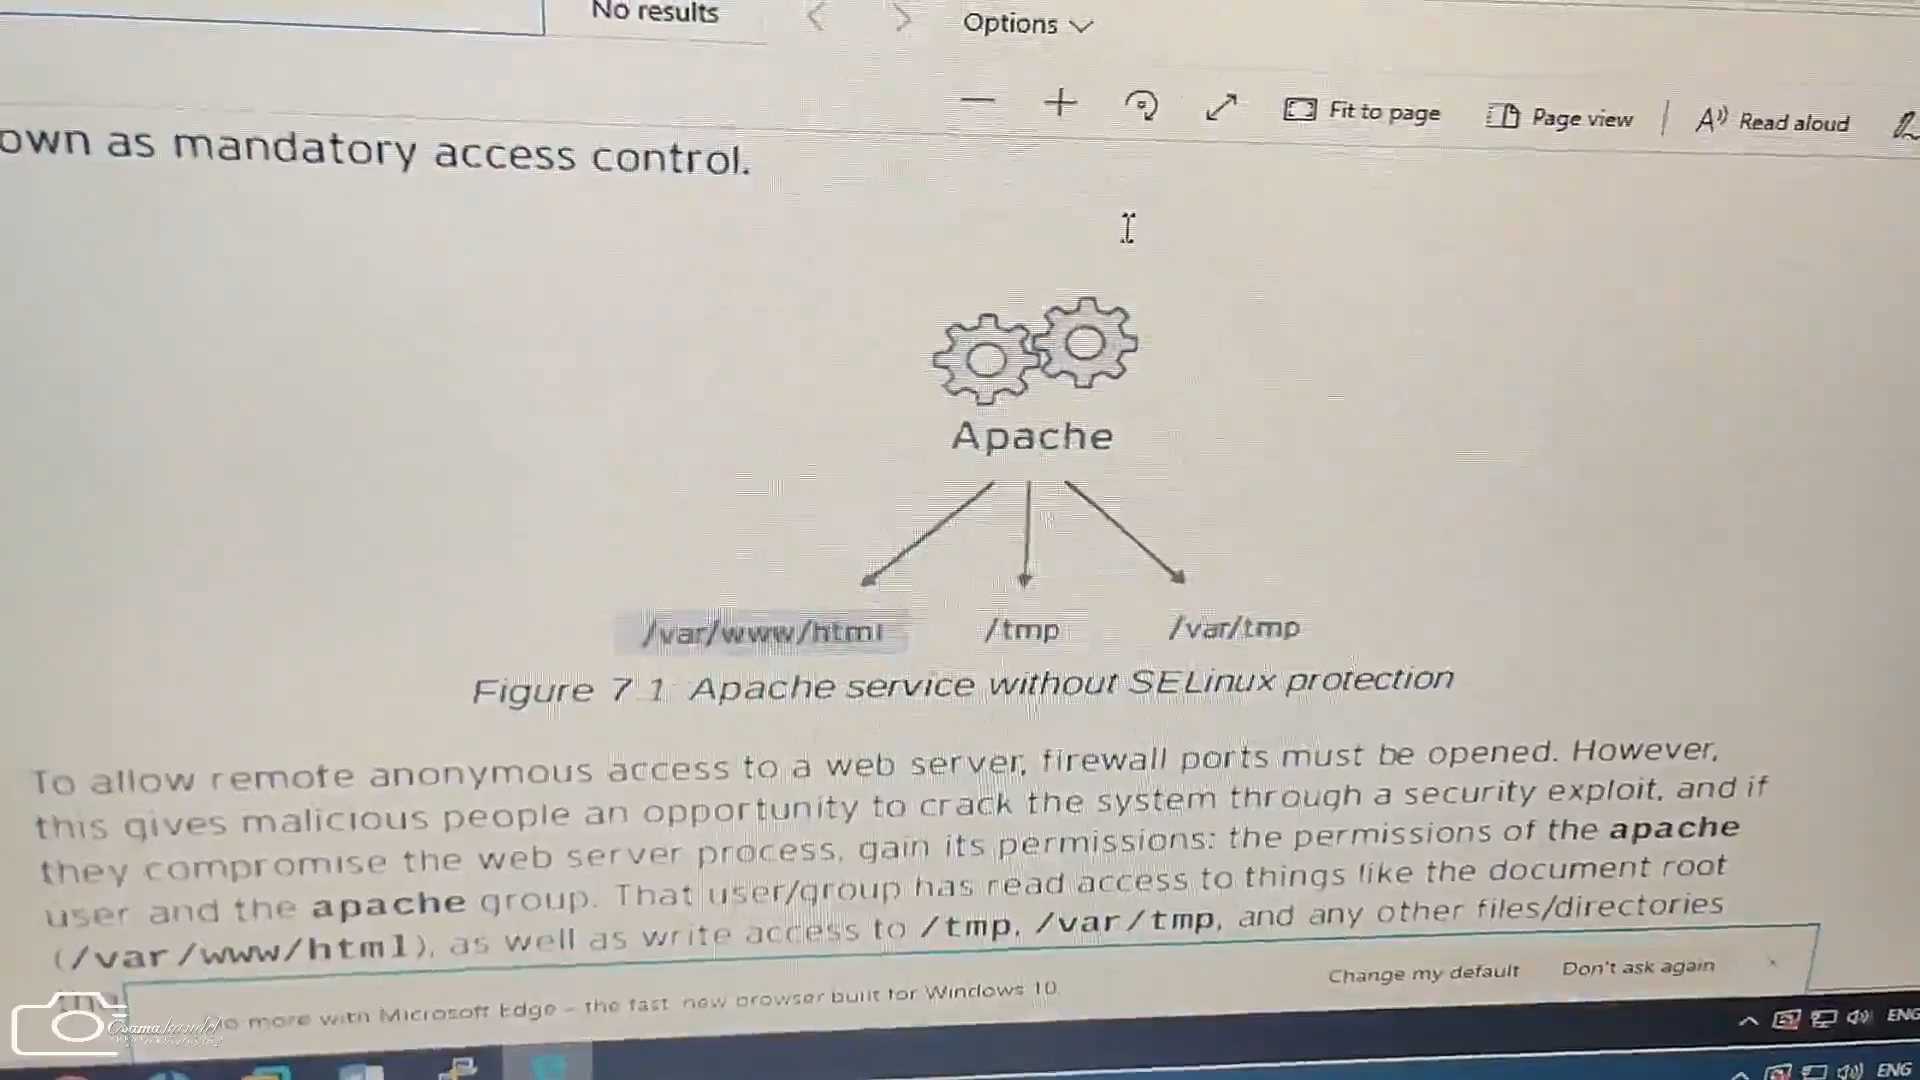 No results
Options
Fit to page
Page view
Read aloud
own as mandatory access control.
Apache
/var/www/html
/tmp
/var/tmp
Figure 7.1 Apache service without SELinux protection
To allow remote anonymous access to a web server, firewall ports must be opened. However,
this gives malicious people an opportunity to crack the system through a security exploit, and if
they compromise the web server process, gain its permissions: the permissions of the apache
user and the apache group. That user/group has read access to things like the document root
(/var/www/html), as well as write access to /tmp, /var/tmp, and any other files/directories
o more with Microsoft Edge – the fast, new browser built for Windows 10.
Change my default
Don't ask again
ENG
ENG